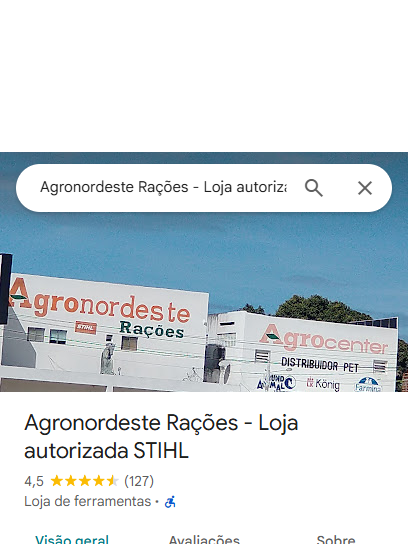 Agronordeste Rações - Loja
Agronordeste
STIHL
Rações
Agrocenter
DISTRIBUIDOR PET
König
Farmina
Agronordeste Rações - Loja
autorizada STIHL
4,5 (127)
Loja de ferramentas ·
Visão geral Avaliações Sobre